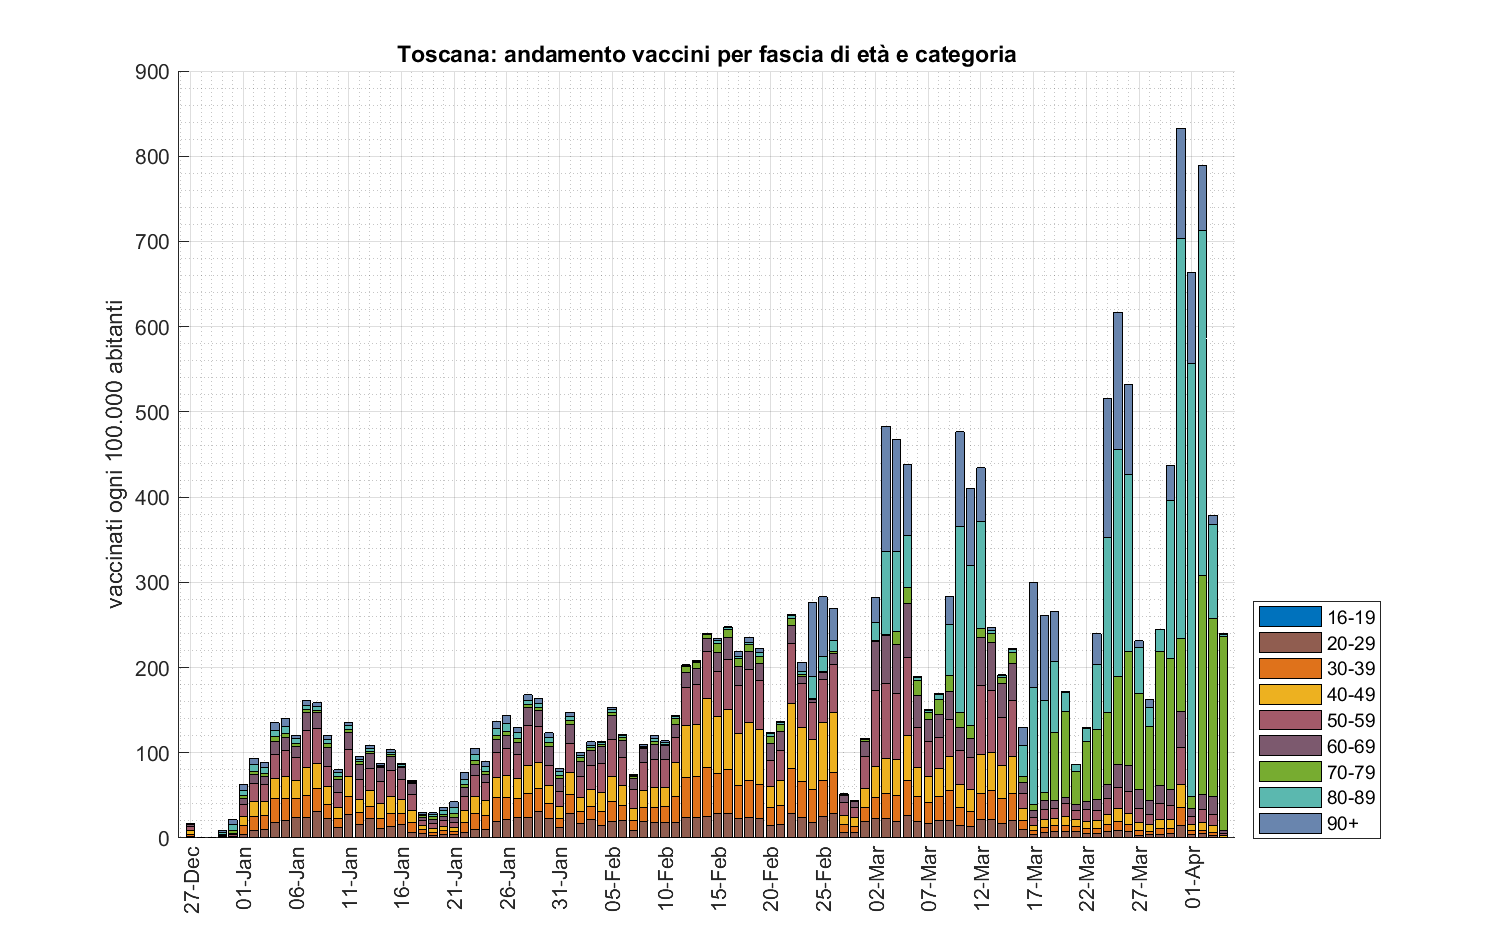 Toscana: andamento vaccini per fascia di età e categoria
vaccinati ogni 100.000 abitanti
900
800
700
600
500
400
300
200
100
0
27-Dec
01-Jan
06-Jan
11-Jan
16-Jan
21-Jan
26-Jan
31-Jan
05-Feb
10-Feb
15-Feb
20-Feb
25-Feb
02-Mar
07-Mar
12-Mar
17-Mar
22-Mar
27-Mar
01-Apr
16-19
20-29
30-39
40-49
50-59
60-69
70-79
80-89
90+